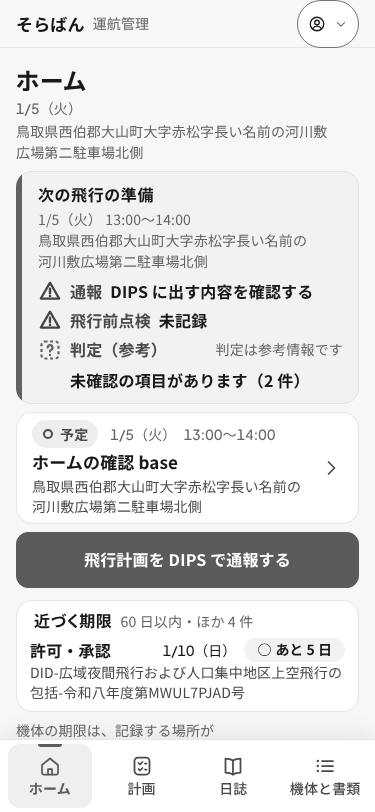 そらばん 運航管理
ホーム
1/5（火）
鳥取県西伯郡大山町大字赤松字長い名前の河川敷
広場第二駐車場北側
次の飛行の準備
1/5（火） 13:00〜14:00
鳥取県西伯郡大山町大字赤松字長い名前の
河川敷広場第二駐車場北側
通報 DIPS に出す内容を確認する
飛行前点検 未記録
判定（参考） 判定は参考情報です
未確認の項目があります（2 件）
予定 1/5（火） 13:00〜14:00
ホームの確認 base
鳥取県西伯郡大山町大字赤松字長い名前の
河川敷広場第二駐車場北側
飛行計画を DIPS で通報する
近づく期限 60 日以内・ほか 4 件
許可・承認 1/10（日） あと 5 日
DID-広域夜間飛行および人口集中地区上空飛行の
包括-令和八年度第MWUL7PJAD号
機体の期限は、記録する場所が
ホーム 計画 日誌 機体と書類